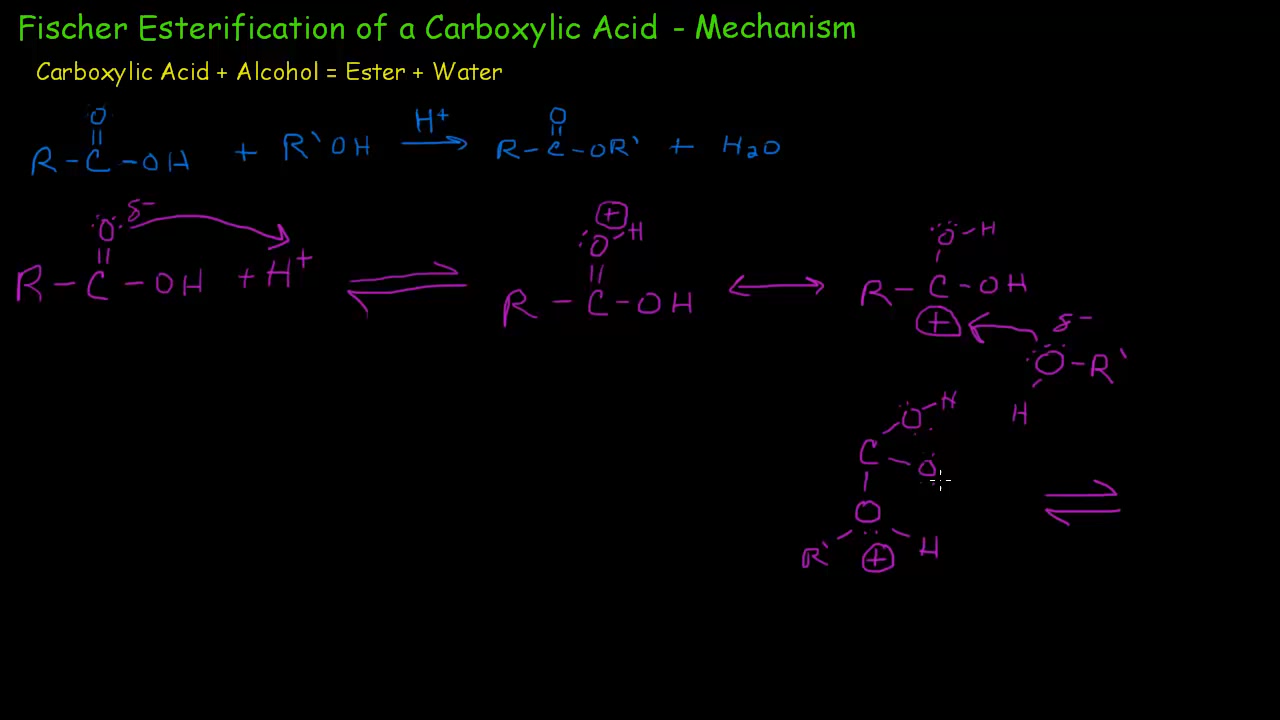 Fischer Esterification of a Carboxylic Acid - Mechanism
Carboxylic Acid + Alcohol = Ester + Water
O O
H+
R-C-OH + R`OH R-C-OR` + H2O
δ- + H
O O O-H
R-C-OH + H+ R-C-OH R-C-OH
+ δ-
O-R`
H
O H
C-O
O
R` H
+